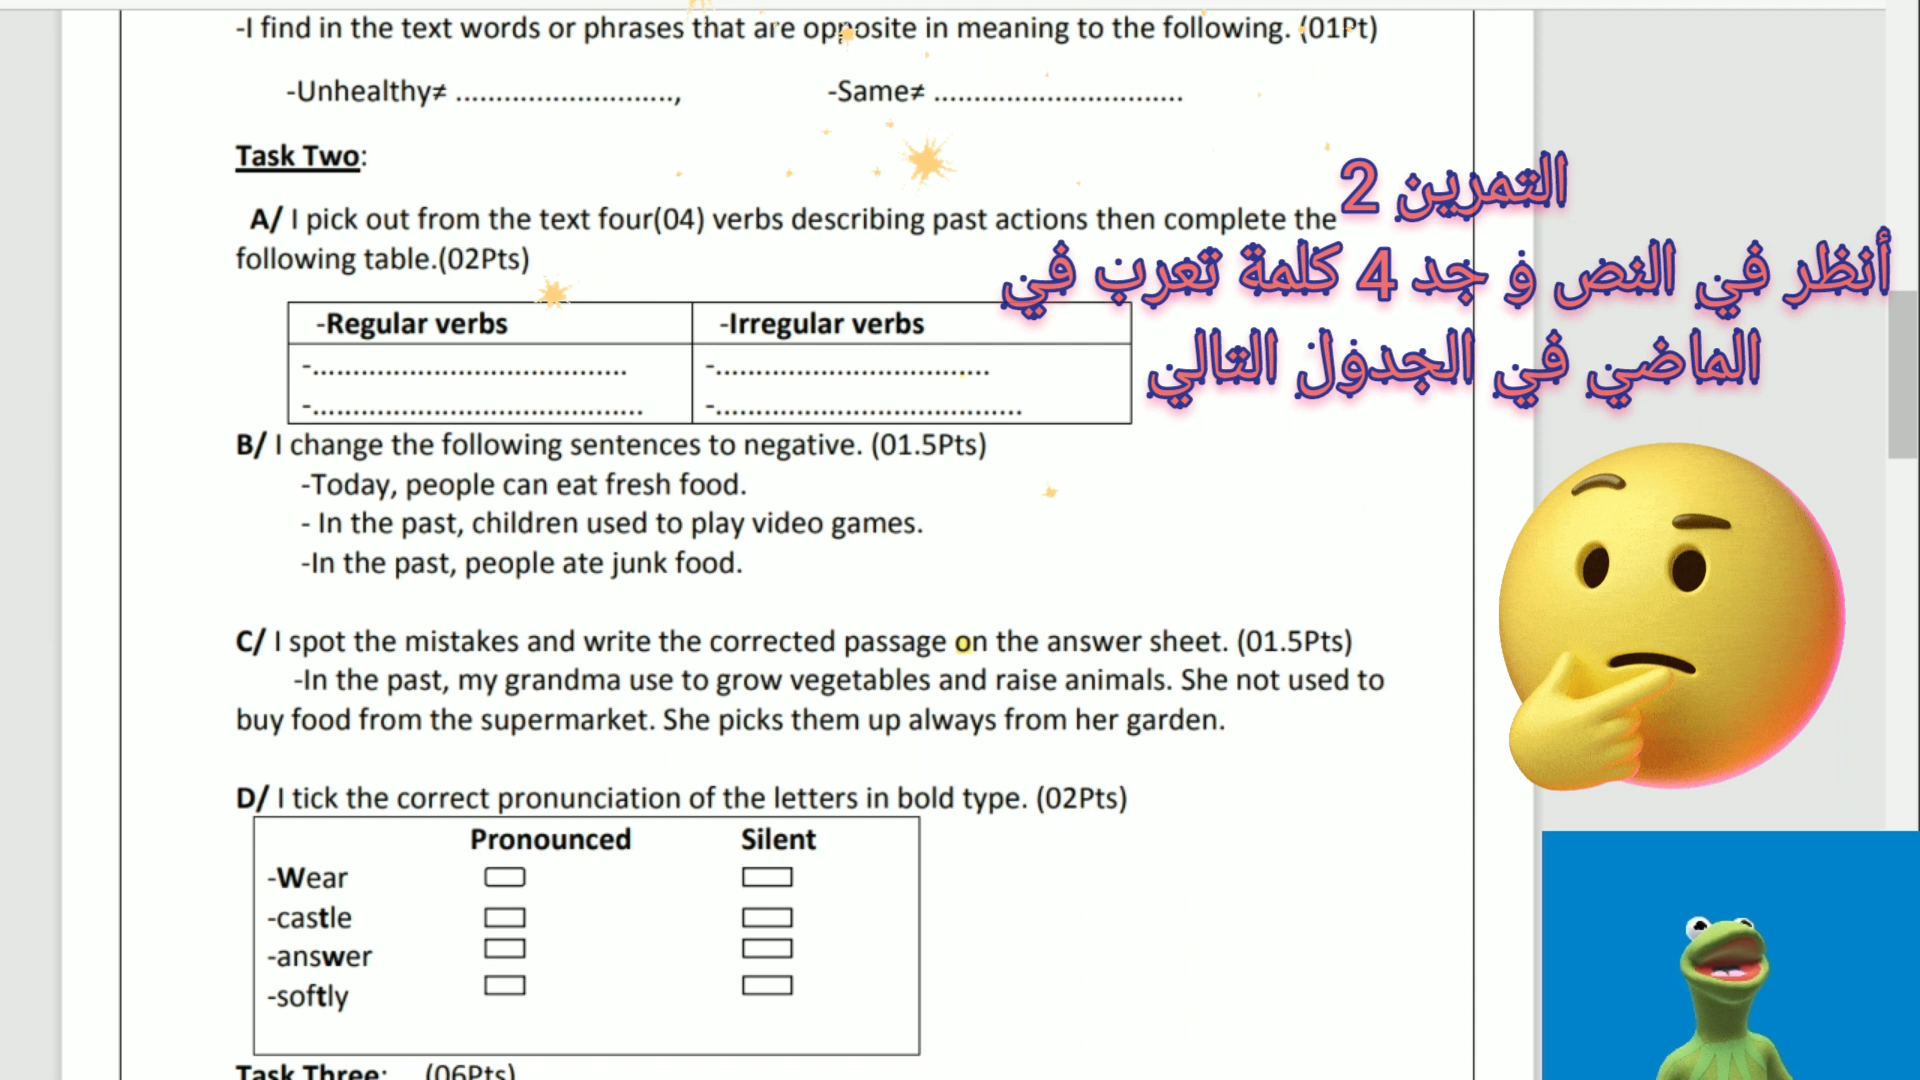 -I find in the text words or phrases that are opposite in meaning to the following. (01Pt)
-Unhealthy≠ ..........................., -Same≠ ...............................
Task Two:
A/ I pick out from the text four(04) verbs describing past actions then complete the
following table.(02Pts)
التمرين 2
أنظر في النص و جد 4 كلمة تعرب في
الماضي في الجدول التالي
-Regular verbs -Irregular verbs
-....................................... -..................................
-......................................... -......................................
B/ I change the following sentences to negative. (01.5Pts)
-Today, people can eat fresh food.
- In the past, children used to play video games.
-In the past, people ate junk food.
C/ I spot the mistakes and write the corrected passage on the answer sheet. (01.5Pts)
-In the past, my grandma use to grow vegetables and raise animals. She not used to
buy food from the supermarket. She picks them up always from her garden.
D/ I tick the correct pronunciation of the letters in bold type. (02Pts)
Pronounced Silent
-Wear
-castle
-answer
-softly
Task Three: (06Pts)